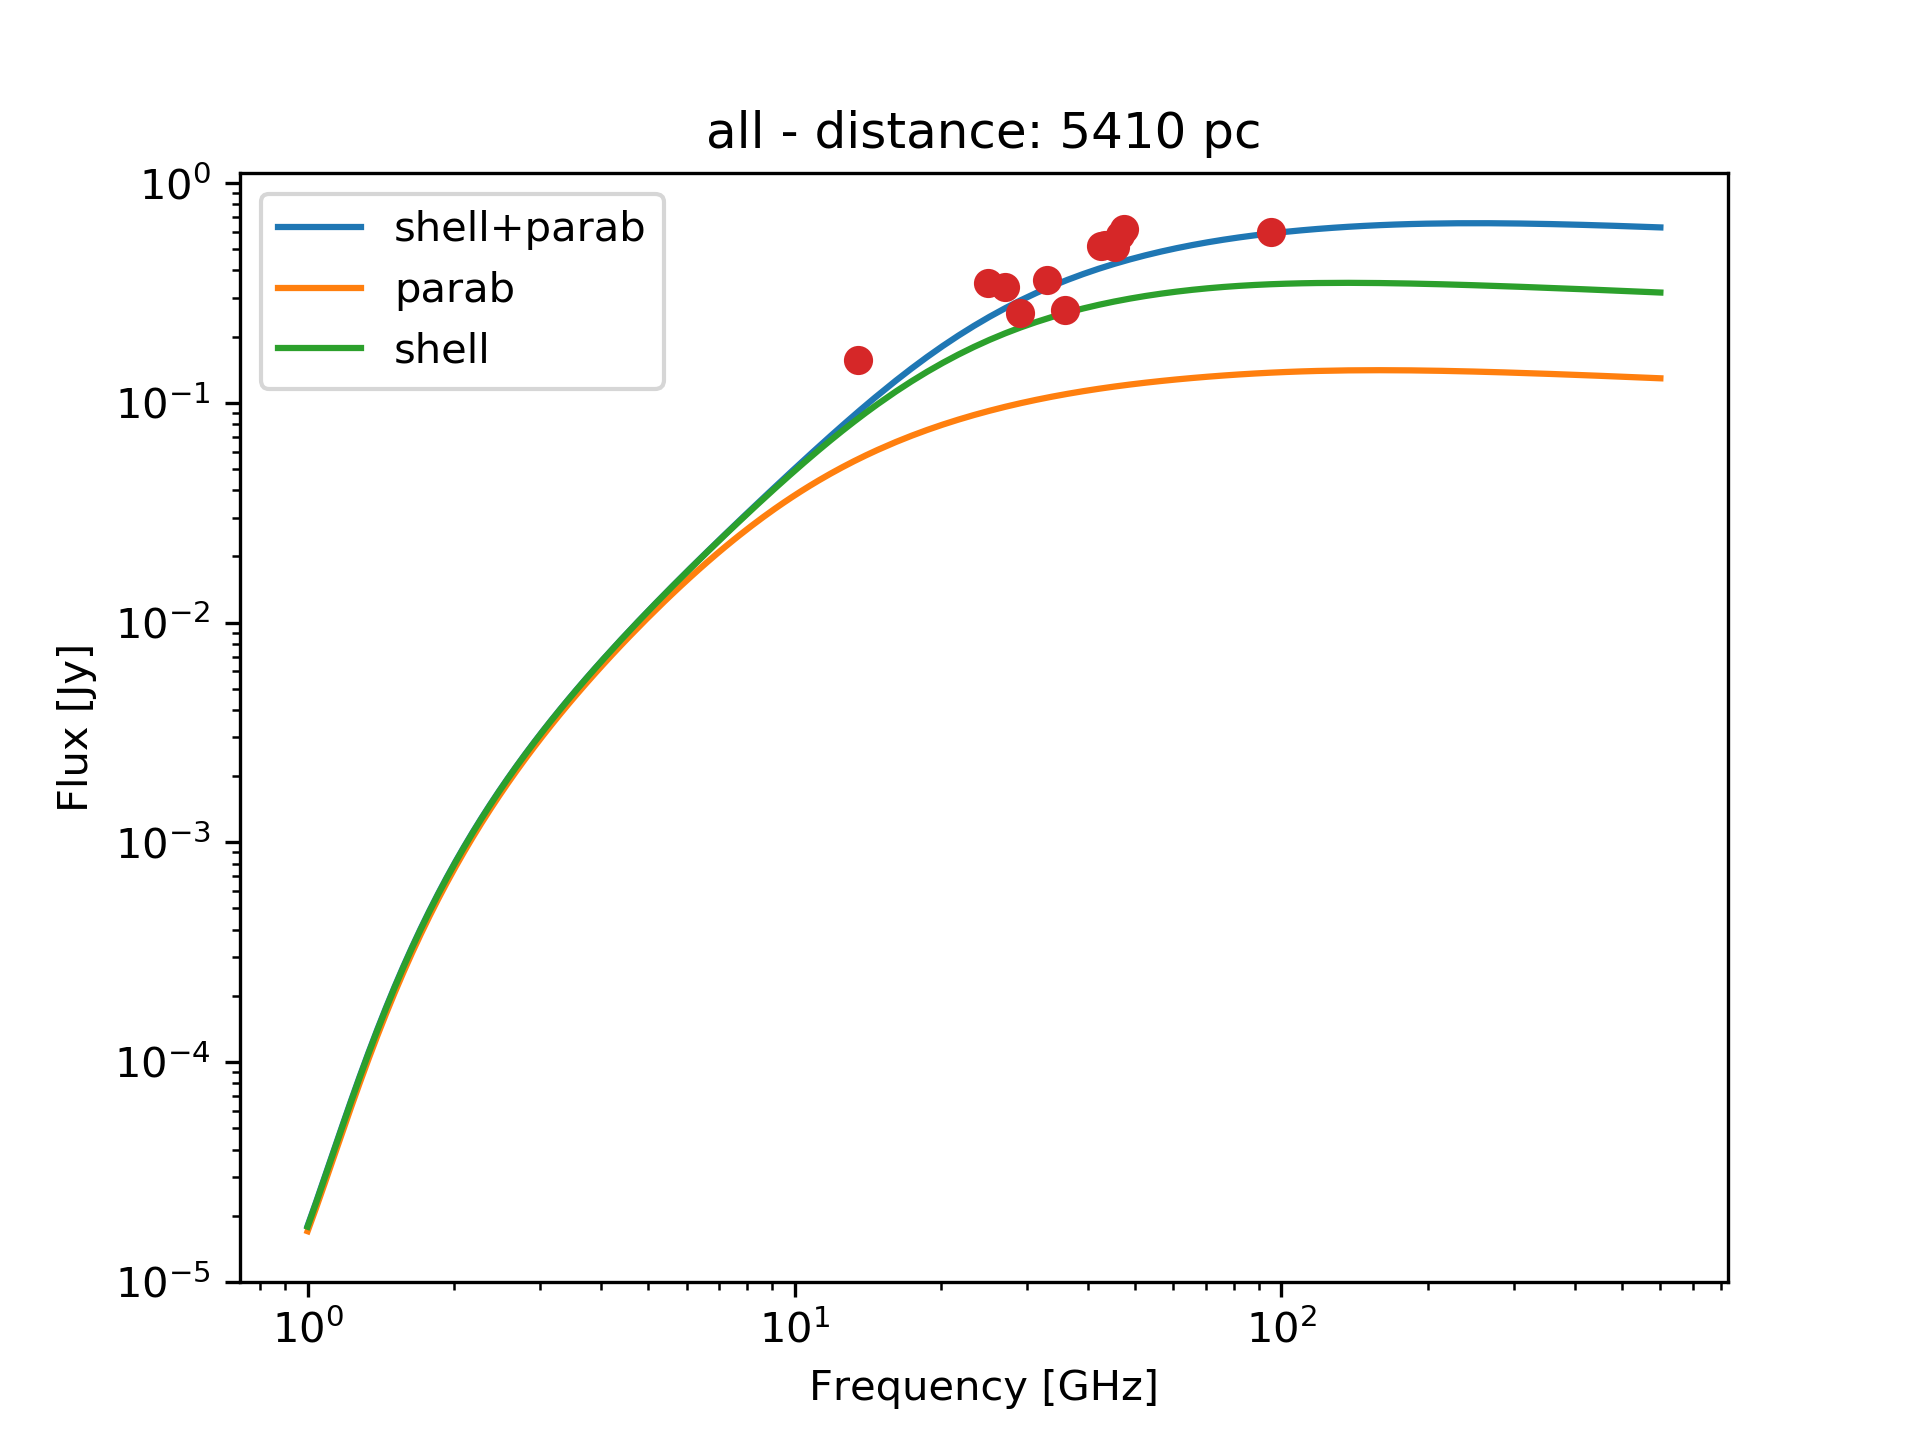 all - distance: 5410 pc
shell+parab
parab
shell
10⁰
10⁻¹
10⁻²
10⁻³
10⁻⁴
10⁻⁵
Flux [Jy]
10⁰ 10¹ 10²
Frequency [GHz]